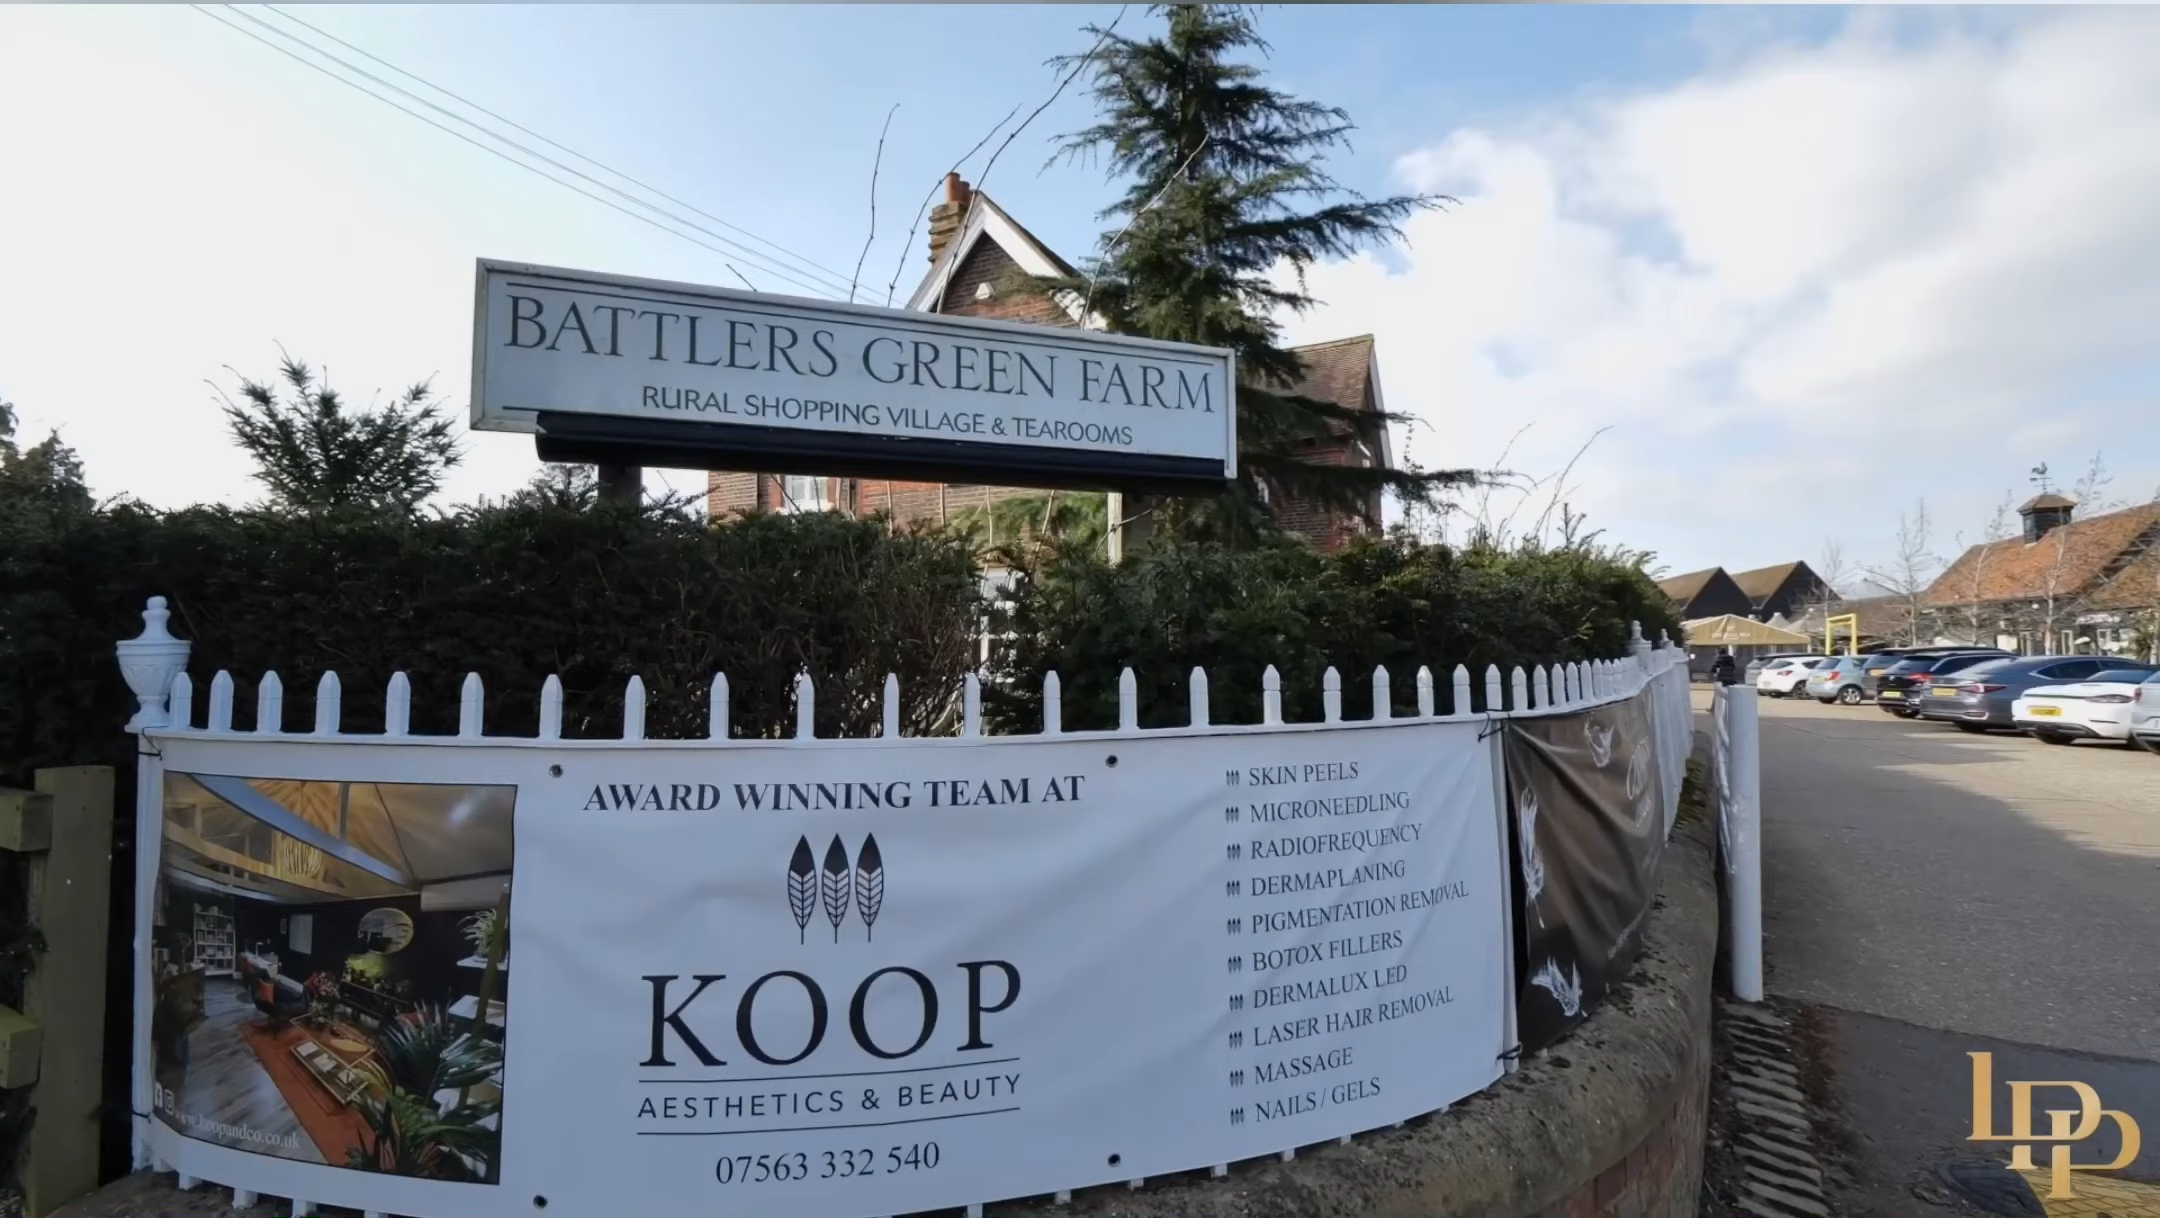 BATTLERS GREEN FARM
RURAL SHOPPING VILLAGE & TEAROOMS
AWARD WINNING TEAM AT
KOOP
AESTHETICS & BEAUTY
07563 332 540
www.koopandco.co.uk
SKIN PEELS
MICRONEEDLING
RADIOFREQUENCY
DERMAPLANING
PIGMENTATION REMOVAL
BOTOX FILLERS
DERMALUX LED
LASER HAIR REMOVAL
MASSAGE
NAILS / GELS
LPP